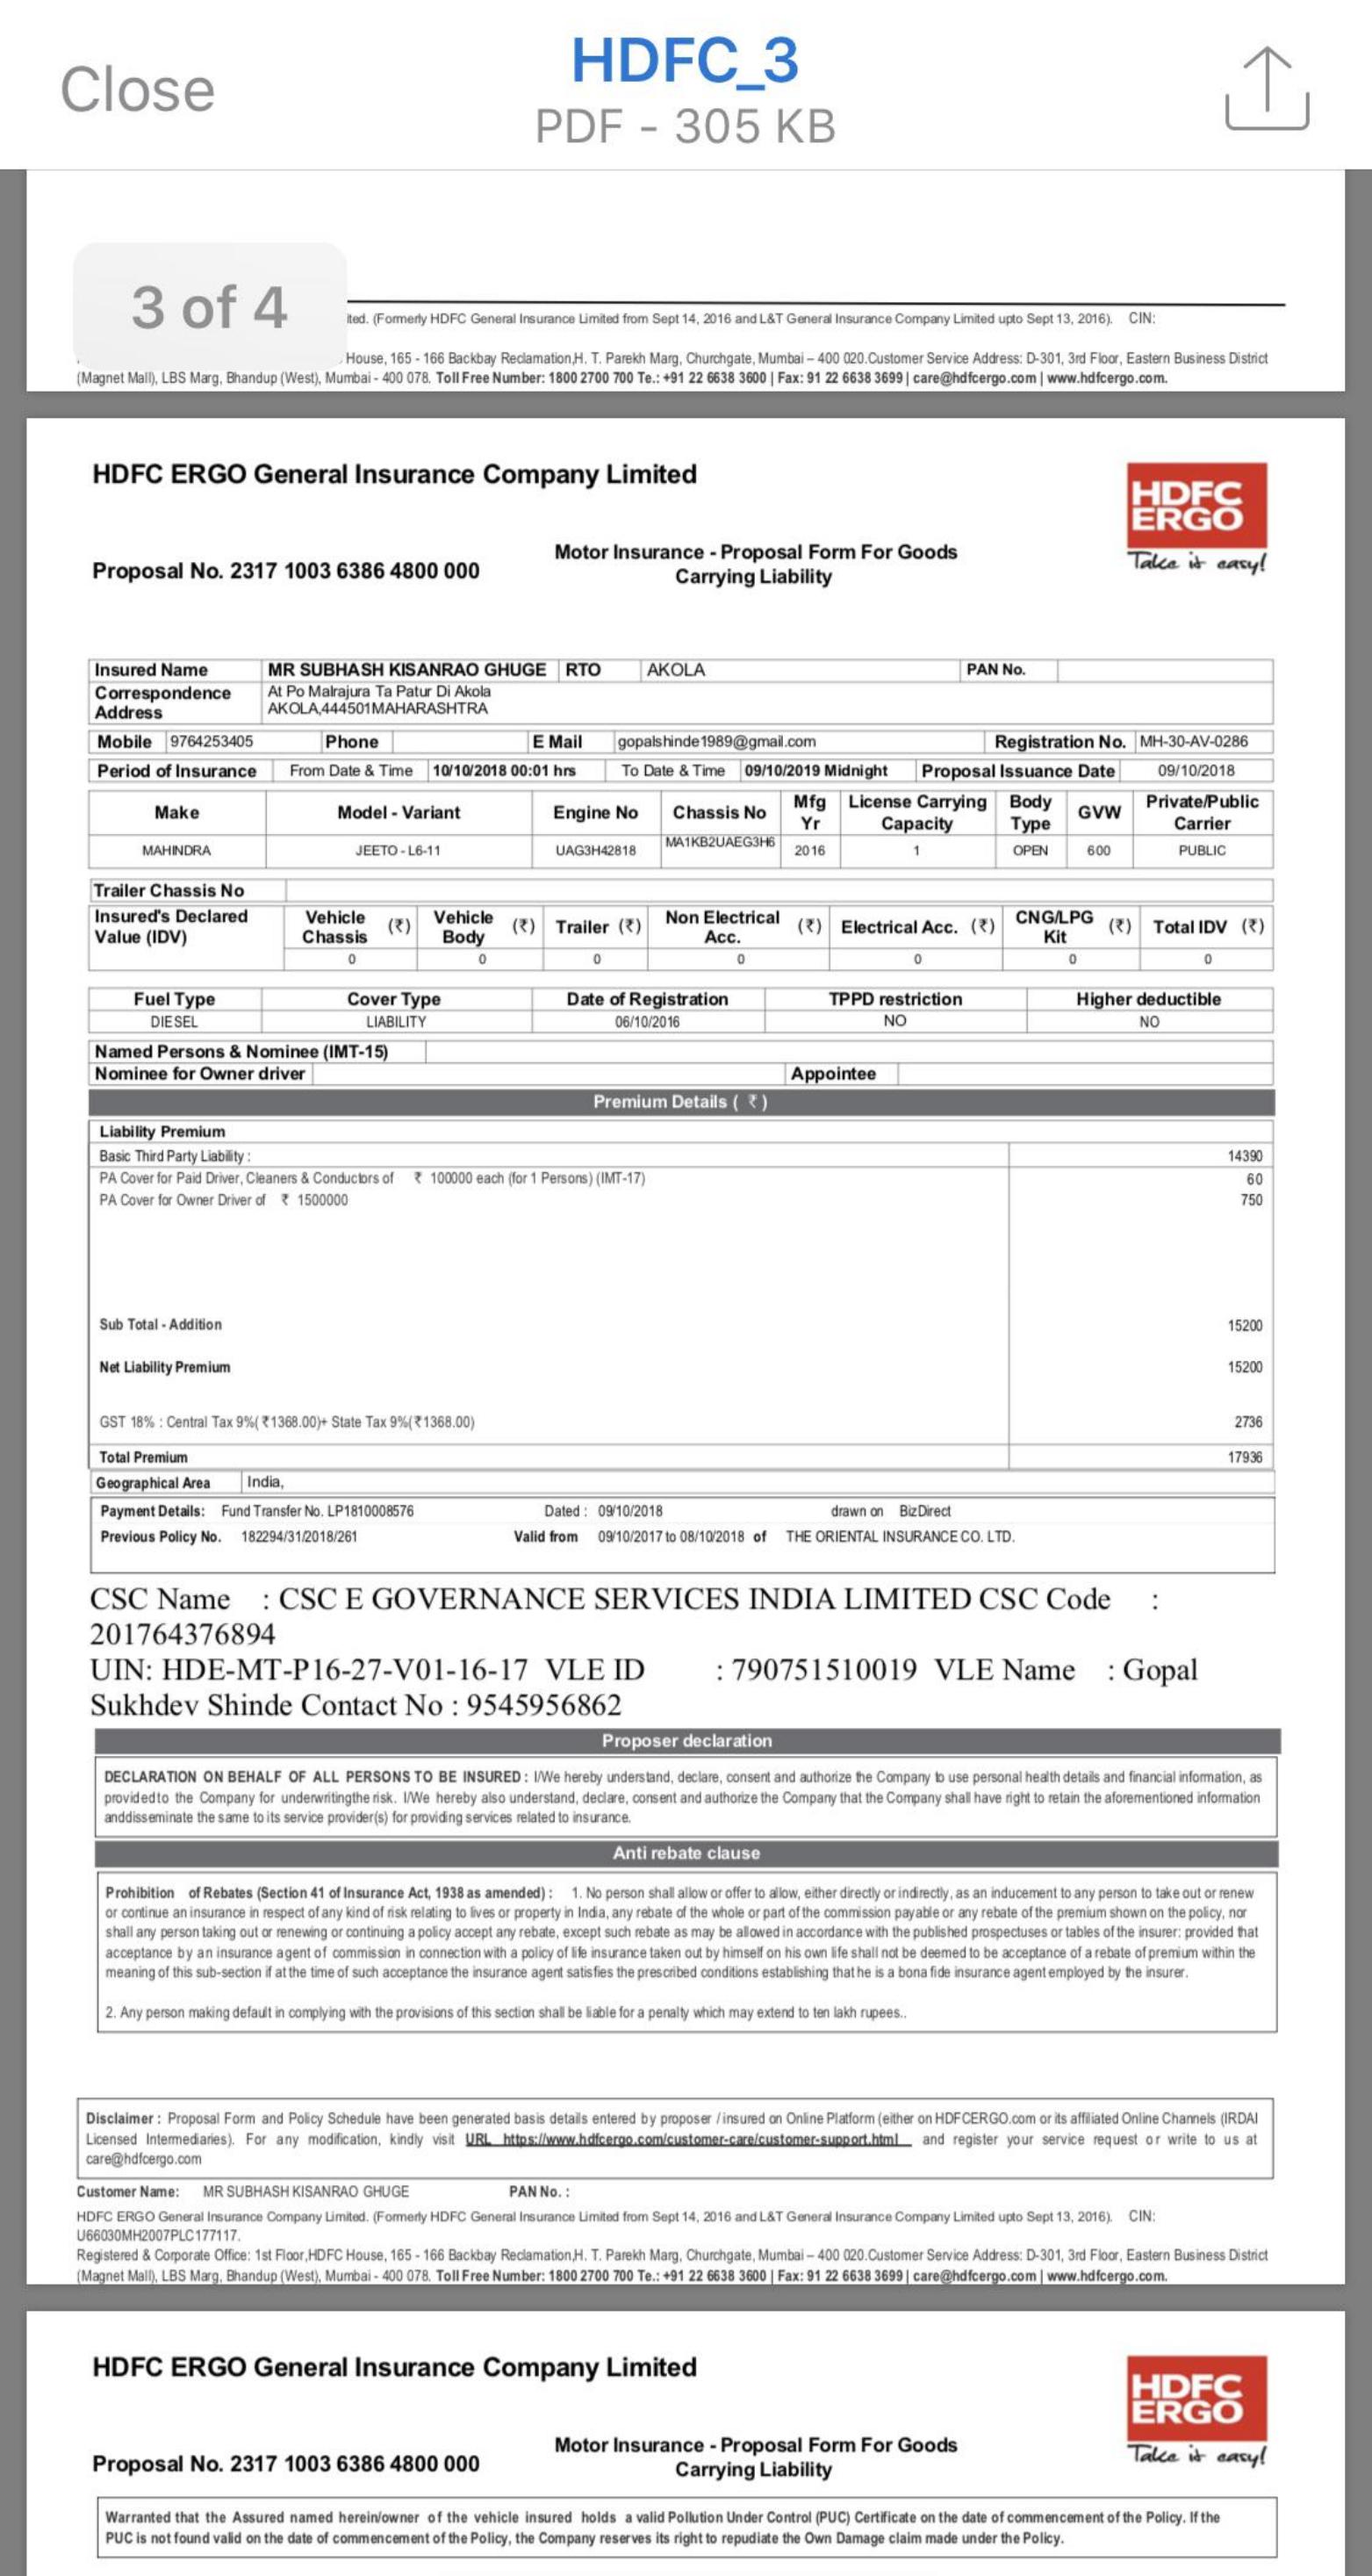 Close
HDFC_3
PDF - 305 KB
3 of 4
ited. (Formerly HDFC General Insurance Limited from Sept 14, 2016 and L&T General Insurance Company Limited upto Sept 13, 2016). CIN:
House, 165 - 166 Backbay Reclamation,H. T. Parekh Marg, Churchgate, Mumbai – 400 020.Customer Service Address: D-301, 3rd Floor, Eastern Business District
(Magnet Mall), LBS Marg, Bhandup (West), Mumbai - 400 078. Toll Free Number: 1800 2700 700 Te.: +91 22 6638 3600 | Fax: 91 22 6638 3699 | care@hdfcergo.com | www.hdfcergo.com.
HDFC ERGO General Insurance Company Limited
HDFC
ERGO
Take it easy!
Motor Insurance - Proposal Form For Goods
Carrying Liability
Proposal No. 2317 1003 6386 4800 000
Insured Name MR SUBHASH KISANRAO GHUGE RTO AKOLA PAN No.
Correspondence Address At Po Malrajura Ta Patur Di Akola
AKOLA,444501MAHARASHTRA
Mobile 9764253405 Phone E Mail gopalshinde1989@gmail.com Registration No. MH-30-AV-0286
Period of Insurance From Date & Time 10/10/2018 00:01 hrs To Date & Time 09/10/2019 Midnight Proposal Issuance Date 09/10/2018
Make Model - Variant Engine No Chassis No Mfg Yr License Carrying Capacity Body Type GVW Private/Public Carrier
MAHINDRA JEETO - L6-11 UAG3H42818 MA1KB2UAEG3H6 2016 1 OPEN 600 PUBLIC
Trailer Chassis No
Insured's Declared Value (IDV) Vehicle Chassis (₹) Vehicle Body (₹) Trailer (₹) Non Electrical Acc. (₹) Electrical Acc. (₹) CNG/LPG Kit (₹) Total IDV (₹)
0 0 0 0 0 0 0
Fuel Type Cover Type Date of Registration TPPD restriction Higher deductible
DIESEL LIABILITY 06/10/2016 NO NO
Named Persons & Nominee (IMT-15)
Nominee for Owner driver Appointee
Premium Details ( ₹ )
Liability Premium
Basic Third Party Liability : 14390
PA Cover for Paid Driver, Cleaners & Conductors of ₹ 100000 each (for 1 Persons) (IMT-17) 60
PA Cover for Owner Driver of ₹ 1500000 750
Sub Total - Addition 15200
Net Liability Premium 15200
GST 18% : Central Tax 9%(₹1368.00)+ State Tax 9%(₹1368.00) 2736
Total Premium 17936
Geographical Area India,
Payment Details: Fund Transfer No. LP1810008576 Dated : 09/10/2018 drawn on BizDirect
Previous Policy No. 182294/31/2018/261 Valid from 09/10/2017 to 08/10/2018 of THE ORIENTAL INSURANCE CO. LTD.
CSC Name : CSC E GOVERNANCE SERVICES INDIA LIMITED CSC Code :
201764376894
UIN: HDE-MT-P16-27-V01-16-17 VLE ID : 790751510019 VLE Name : Gopal
Sukhdev Shinde Contact No : 9545956862
Proposer declaration
DECLARATION ON BEHALF OF ALL PERSONS TO BE INSURED : I/We hereby understand, declare, consent and authorize the Company to use personal health details and financial information, as
providedto the Company for underwritingthe risk. I/We hereby also understand, declare, consent and authorize the Company that the Company shall have right to retain the aforementioned information
anddisseminate the same to its service provider(s) for providing services related to insurance.
Anti rebate clause
Prohibition of Rebates (Section 41 of Insurance Act, 1938 as amended) : 1. No person shall allow or offer to allow, either directly or indirectly, as an inducement to any person to take out or renew
or continue an insurance in respect of any kind of risk relating to lives or property in India, any rebate of the whole or part of the commission payable or any rebate of the premium shown on the policy, nor
shall any person taking out or renewing or continuing a policy accept any rebate, except such rebate as may be allowed in accordance with the published prospectuses or tables of the insurer: provided that
acceptance by an insurance agent of commission in connection with a policy of life insurance taken out by himself on his own life shall not be deemed to be acceptance of a rebate of premium within the
meaning of this sub-section if at the time of such acceptance the insurance agent satisfies the prescribed conditions establishing that he is a bona fide insurance agent employed by the insurer.
2. Any person making default in complying with the provisions of this section shall be liable for a penalty which may extend to ten lakh rupees..
Disclaimer : Proposal Form and Policy Schedule have been generated basis details entered by proposer / insured on Online Platform (either on HDFCERGO.com or its affiliated Online Channels (IRDAI
Licensed Intermediaries). For any modification, kindly visit URL https://www.hdfcergo.com/customer-care/customer-support.html and register your service request or write to us at
care@hdfcergo.com
Customer Name: MR SUBHASH KISANRAO GHUGE PAN No. :
HDFC ERGO General Insurance Company Limited. (Formerly HDFC General Insurance Limited from Sept 14, 2016 and L&T General Insurance Company Limited upto Sept 13, 2016). CIN:
U66030MH2007PLC177117.
Registered & Corporate Office: 1st Floor,HDFC House, 165 - 166 Backbay Reclamation,H. T. Parekh Marg, Churchgate, Mumbai – 400 020.Customer Service Address: D-301, 3rd Floor, Eastern Business District
(Magnet Mall), LBS Marg, Bhandup (West), Mumbai - 400 078. Toll Free Number: 1800 2700 700 Te.: +91 22 6638 3600 | Fax: 91 22 6638 3699 | care@hdfcergo.com | www.hdfcergo.com.
HDFC ERGO General Insurance Company Limited
HDFC
ERGO
Take it easy!
Motor Insurance - Proposal Form For Goods
Carrying Liability
Proposal No. 2317 1003 6386 4800 000
Warranted that the Assured named herein/owner of the vehicle insured holds a valid Pollution Under Control (PUC) Certificate on the date of commencement of the Policy. If the
PUC is not found valid on the date of commencement of the Policy, the Company reserves its right to repudiate the Own Damage claim made under the Policy.